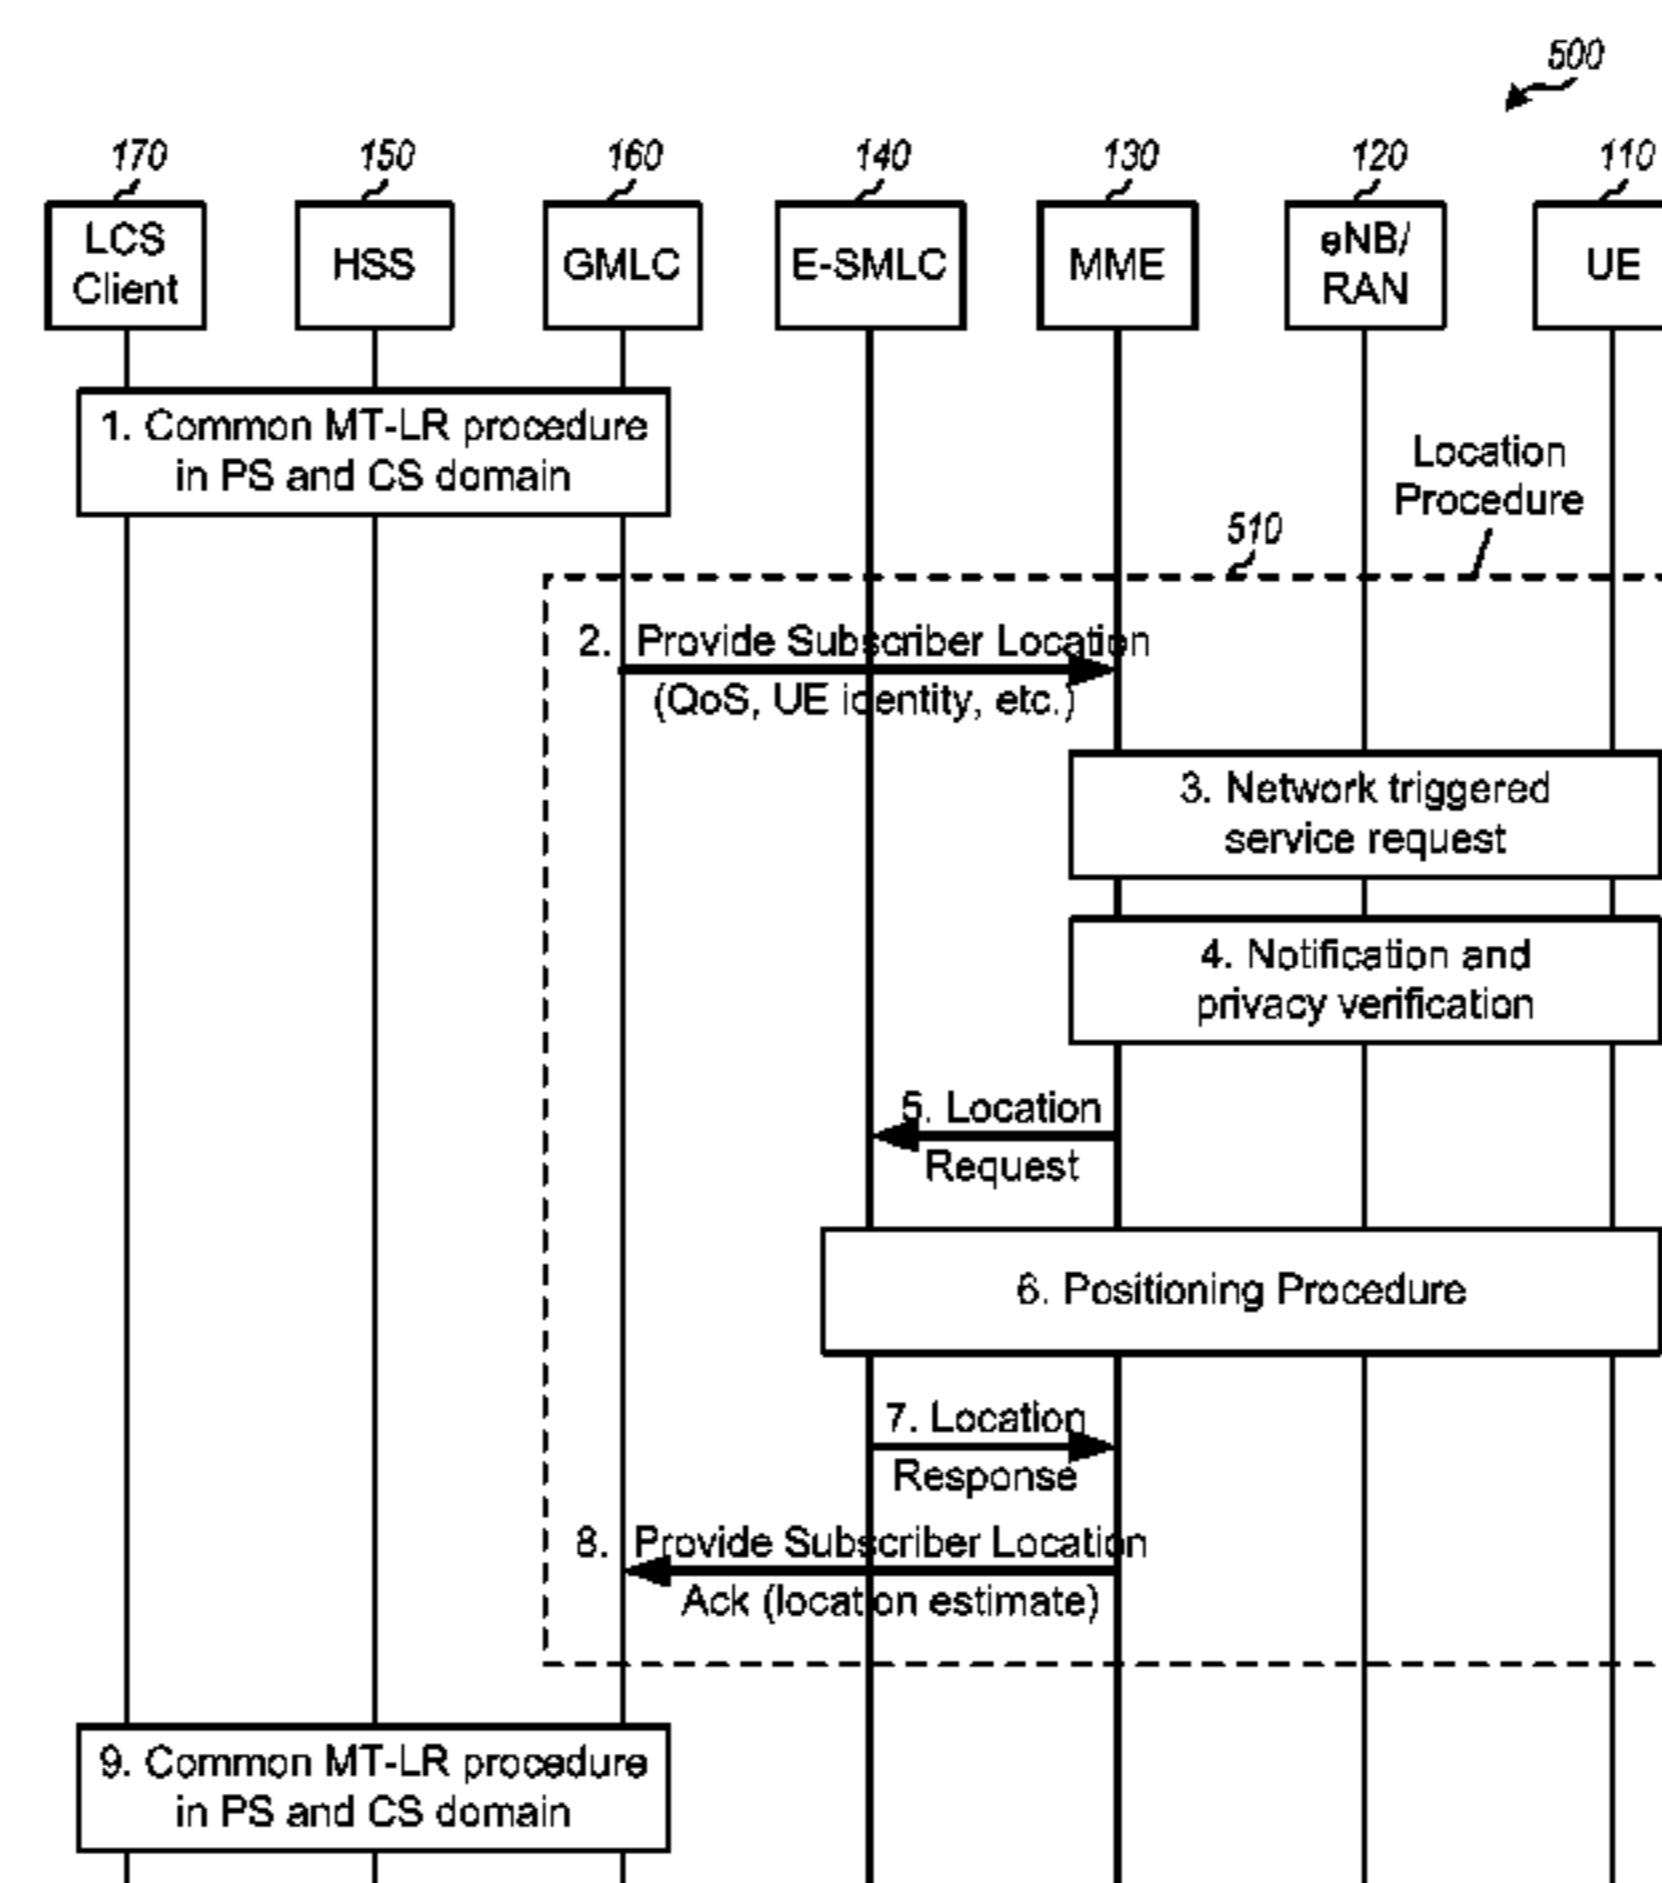 500
170
150
160
140
130
120
110
LCS
Client
HSS
GMLC
E-SMLC
MME
eNB/
RAN
UE
1. Common MT-LR procedure
in PS and CS domain
Location
Procedure
510
2. Provide Subscriber Location
(QoS, UE identity, etc.)
3. Network triggered
service request
4. Notification and
privacy verification
5. Location
Request
6. Positioning Procedure
7. Location
Response
8. Provide Subscriber Location
Ack (location estimate)
9. Common MT-LR procedure
in PS and CS domain